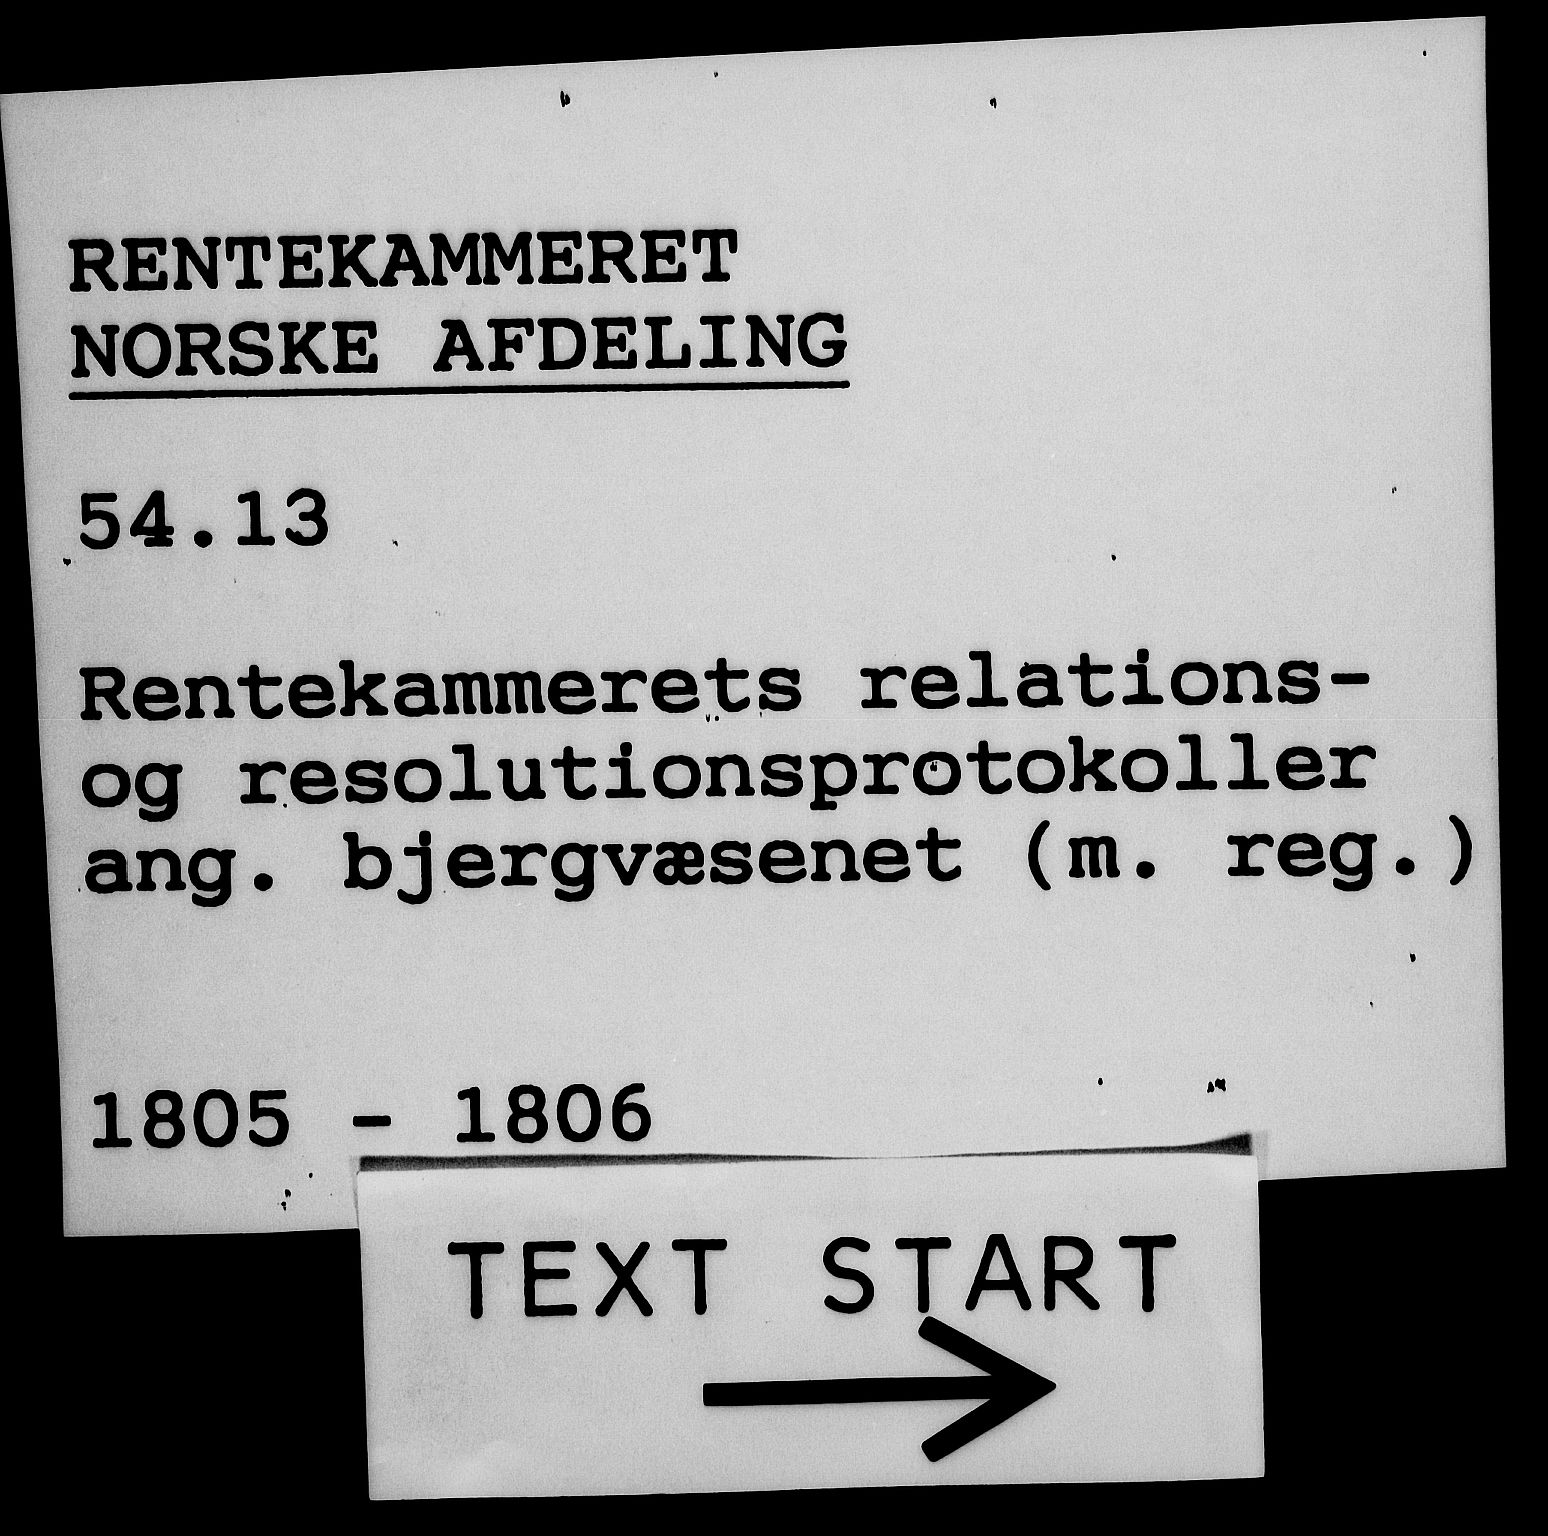 RENTEKAMMERET
NORSKE AFDELING
54.13
Rentekammerets relations-
og resolutionsprotokoller
ang. bjergvæsenet (m. reg.)
1805 - 1806
TEXT START